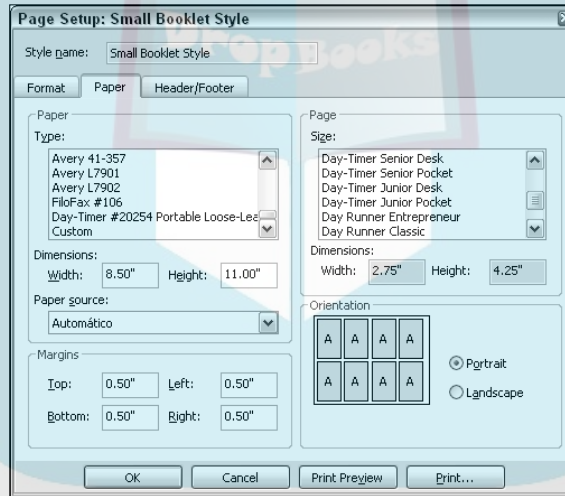 Page Setup: Small Booklet Style
Style name: Small Booklet Style
Drop Books
Format Paper Header/Footer
Paper
Type:
Avery 41-357
Avery L7901
Avery L7902
FiloFax #106
Day-Timer #20254 Portable Loose-Lea
Custom
Dimensions:
Width: 8.50" Height: 11.00"
Paper source:
Automático
Margins
Top: 0.50" Left: 0.50"
Bottom: 0.50" Right: 0.50"
Page
Size:
Day-Timer Senior Desk
Day-Timer Senior Pocket
Day-Timer Junior Desk
Day-Timer Junior Pocket
Day Runner Entrepreneur
Day Runner Classic
Dimensions:
Width: 2.75" Height: 4.25"
Orientation
A A A A
A A A A
Portrait
Landscape
OK Cancel Print Preview Print...